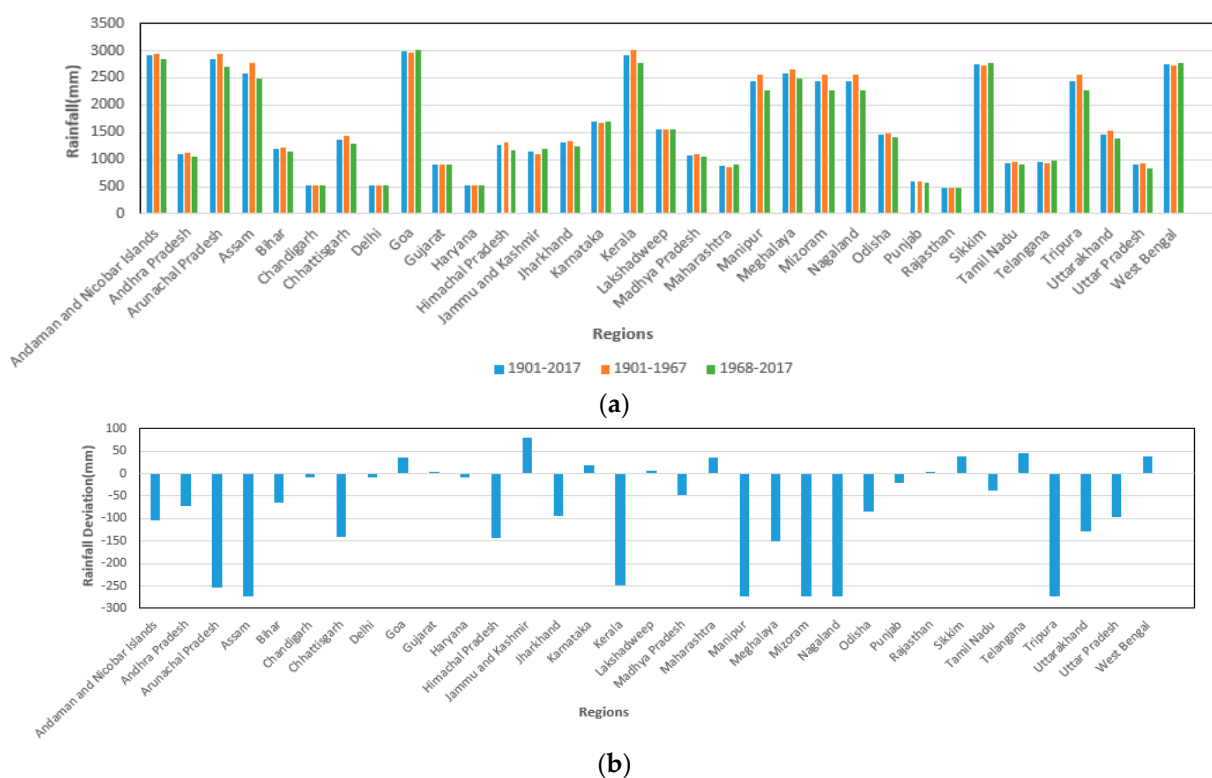 3500
3000
2500
2000
1500
1000
500
0
Rainfall(mm)
Andaman and Nicobar Islands
Andhra Pradesh
Arunachal Pradesh
Assam
Bihar
Chandigarh
Chhattisgarh
Delhi
Goa
Gujarat
Haryana
Himachal Pradesh
Jammu and Kashmir
Jharkhand
Karnataka
Kerala
Lakshadweep
Madhya Pradesh
Maharashtra
Manipur
Meghalaya
Mizoram
Nagaland
Odisha
Punjab
Rajasthan
Sikkim
Tamil Nadu
Telangana
Tripura
Uttarakhand
Uttar Pradesh
West Bengal
Regions
1901-2017 1901-1967 1968-2017
(a)
100
50
0
-50
-100
-150
-200
-250
-300
Rainfall Deviation(mm)
Andaman and Nicobar Islands
Andhra Pradesh
Arunachal Pradesh
Assam
Bihar
Chandigarh
Chhattisgarh
Delhi
Goa
Gujarat
Haryana
Himachal Pradesh
Jammu and Kashmir
Jharkhand
Karnataka
Kerala
Lakshadweep
Madhya Pradesh
Maharashtra
Manipur
Meghalaya
Mizoram
Nagaland
Odisha
Punjab
Rajasthan
Sikkim
Tamil Nadu
Telangana
Tripura
Uttarakhand
Uttar Pradesh
West Bengal
Regions
(b)